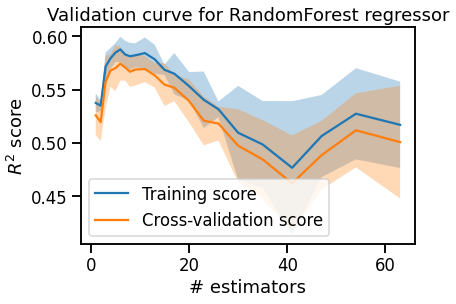 Validation curve for RandomForest regressor
0.60
0.55
0.50
0.45
R² score
Training score
Cross-validation score
0 20 40 60
# estimators